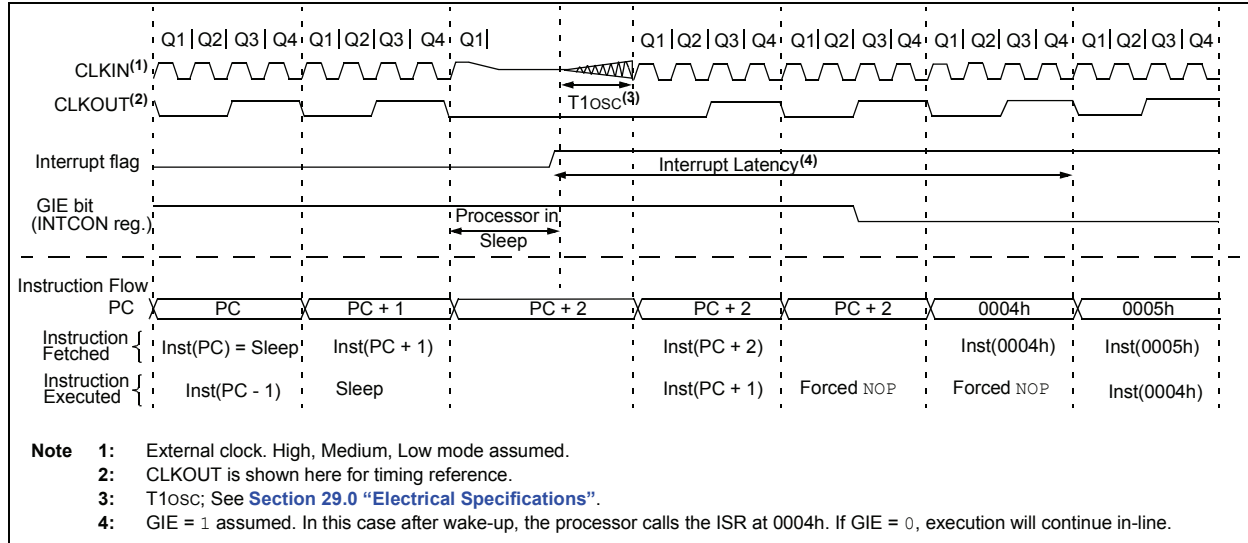 Q1| Q2| Q3 | Q4 Q1 | Q2 | Q3 | Q4 Q1| Q1 | Q2 | Q3 | Q4 Q1 | Q2 | Q3 | Q4 Q1 | Q2 | Q3 | Q4 Q1 | Q2 | Q3 | Q4
CLKIN(1)
CLKOUT(2)
T1OSC(3)
Interrupt flag
Interrupt Latency(4)
GIE bit
(INTCON reg.)
Processor in
Sleep
Instruction Flow
PC PC PC + 1 PC + 2 PC + 2 PC + 2 0004h 0005h
Instruction
Fetched
Inst(PC) = Sleep Inst(PC + 1) Inst(PC + 2) Inst(0004h) Inst(0005h)
Instruction
Executed
Inst(PC - 1) Sleep Inst(PC + 1) Forced NOP Forced NOP Inst(0004h)
Note 1: External clock. High, Medium, Low mode assumed.
2: CLKOUT is shown here for timing reference.
3: T1OSC; See Section 29.0 “Electrical Specifications”.
4: GIE = 1 assumed. In this case after wake-up, the processor calls the ISR at 0004h. If GIE = 0, execution will continue in-line.